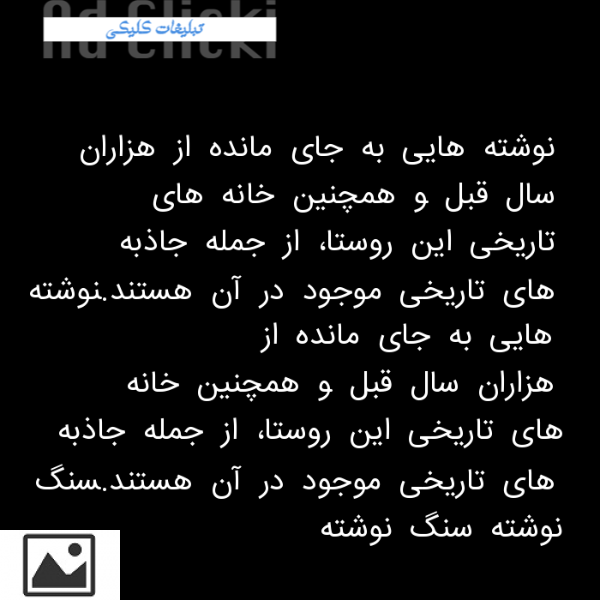 Ad Clicki
تبلیغات کلیکی
نوشته هایی به جای مانده از هزاران
سال قبل و همچنین خانه های
تاریخی این روستا، از جمله جاذبه
های تاریخی موجود در آن هستند.نوشته
هایی به جای مانده از
هزاران سال قبل و همچنین خانه
های تاریخی این روستا، از جمله جاذبه
های تاریخی موجود در آن هستند.سنگ
نوشته سنگ نوشته